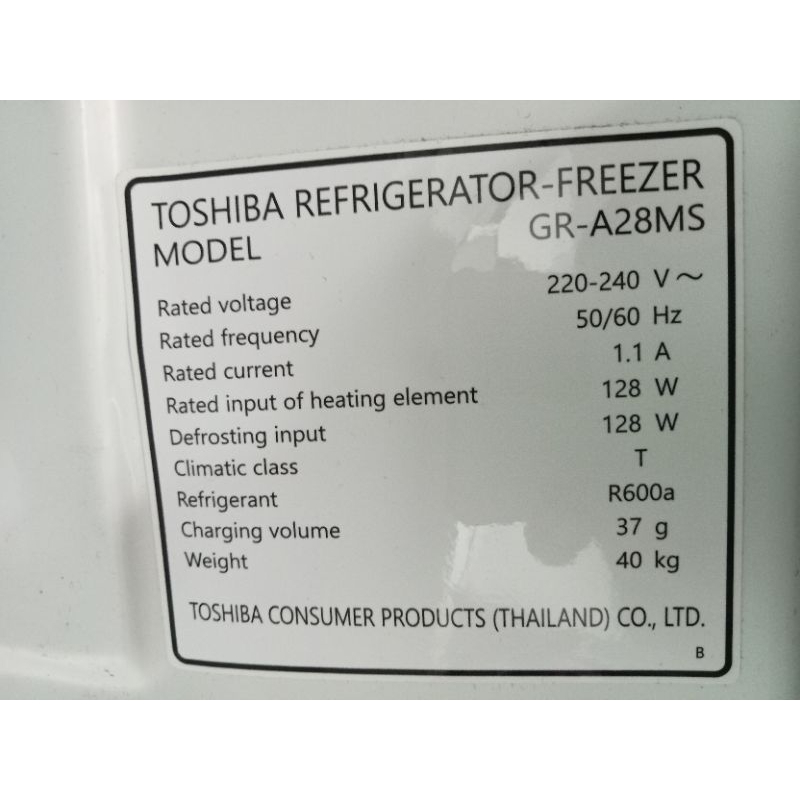 TOSHIBA REFRIGERATOR-FREEZER
MODEL GR-A28MS
Rated voltage 220-240 V～
Rated frequency 50/60 Hz
Rated current 1.1 A
Rated input of heating element 128 W
Defrosting input 128 W
Climatic class T
Refrigerant R600a
Charging volume 37 g
Weight 40 kg
TOSHIBA CONSUMER PRODUCTS (THAILAND) CO., LTD.
B